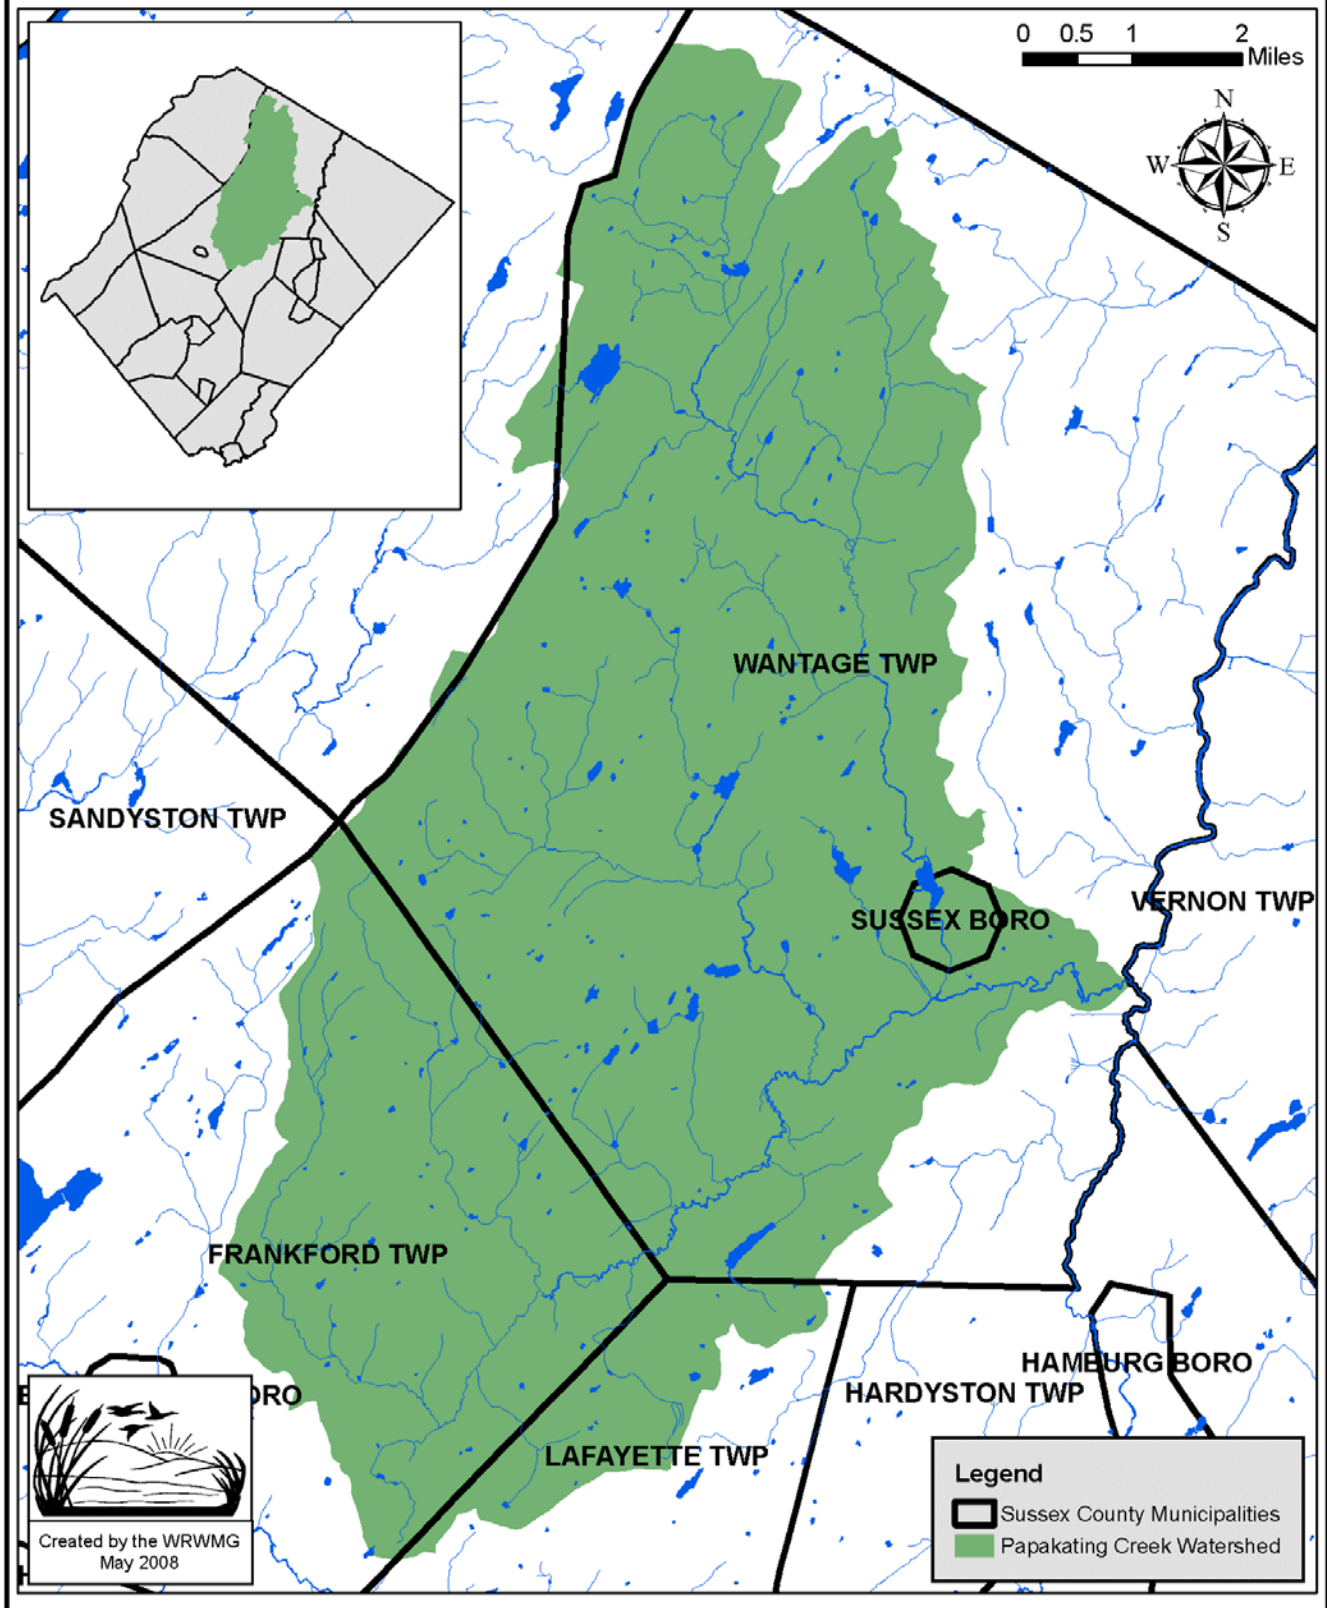 0 0.5 1 2
Miles
N
W E
S
WANTAGE TWP
SANDYSTON TWP
SUSSEX BORO
VERNON TWP
FRANKFORD TWP
HAMBURG BORO
HARDYSTON TWP
ORO
LAFAYETTE TWP
Legend
Sussex County Municipalities
Papakating Creek Watershed
Created by the WRWMG
May 2008